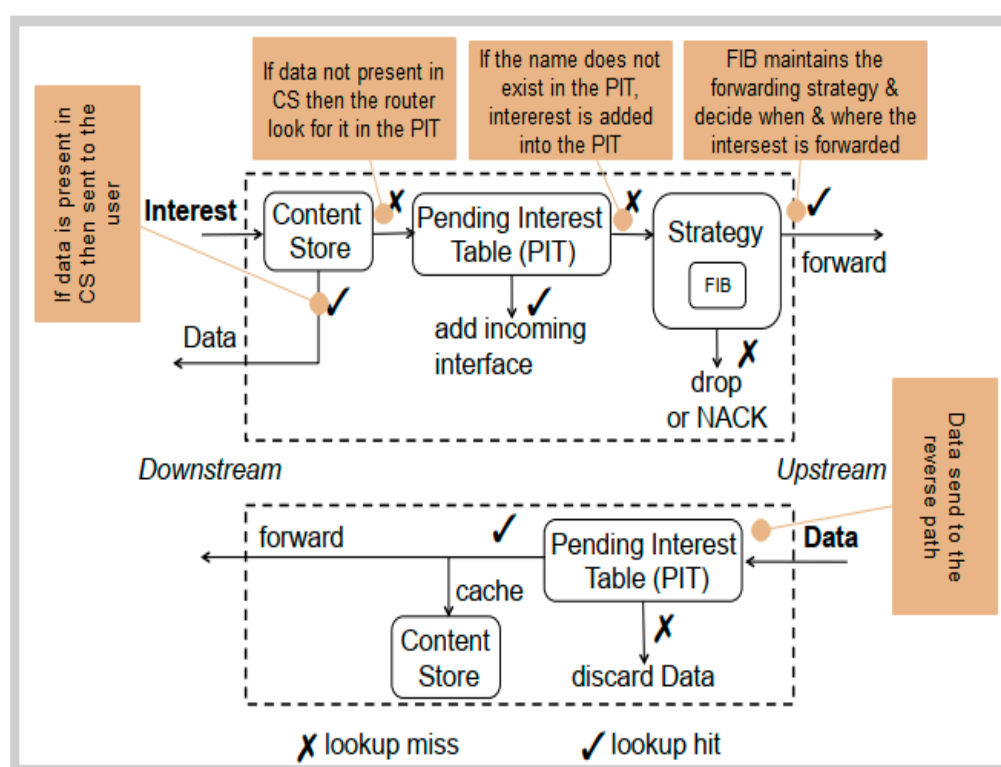 If data not present in
CS then the router
look for it in the PIT
If the name does not
exist in the PIT,
intererest is added
into the PIT
FIB maintains the
forwarding strategy &
decide when & where the
intersest is forwarded
If data is present in
CS then sent to the
user
Interest
Content
Store
✗
Pending Interest
Table (PIT)
✗
Strategy
FIB
✓
forward
✓
Data
✓
add incoming
interface
✗
drop
or NACK
Downstream
Upstream
Data send to the
reverse path
forward
✓
cache
Content
Store
Pending Interest
Table (PIT)
Data
✗
discard Data
✗ lookup miss
✓ lookup hit